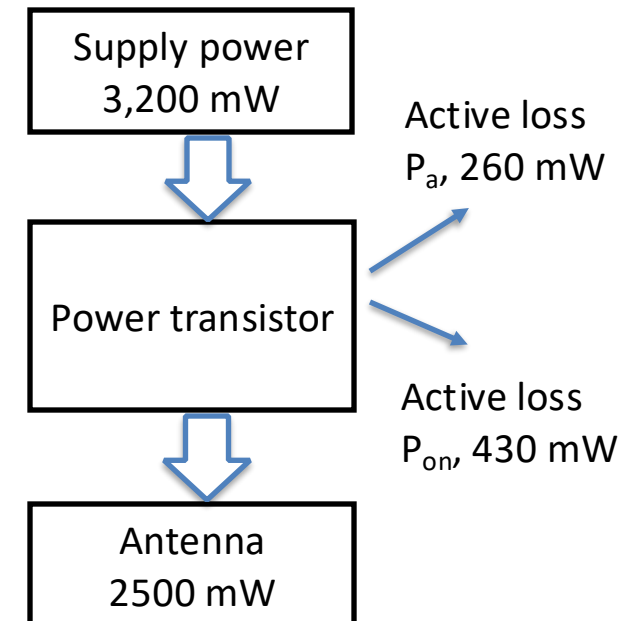 Supply power
3,200 mW
Active loss
Pa, 260 mW
Power transistor
Active loss
Pon, 430 mW
Antenna
2500 mW